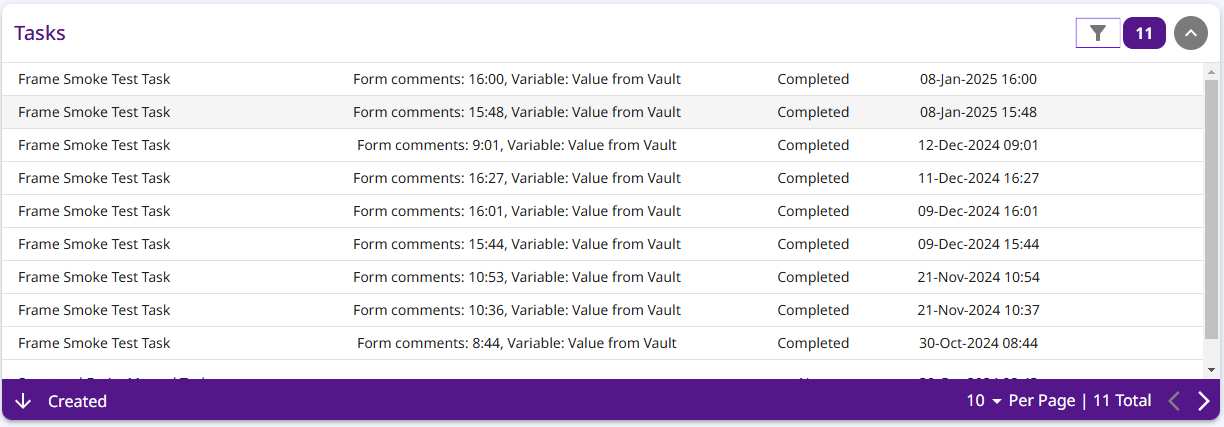 Tasks 11
Frame Smoke Test Task Form comments: 16:00, Variable: Value from Vault Completed 08-Jan-2025 16:00
Frame Smoke Test Task Form comments: 15:48, Variable: Value from Vault Completed 08-Jan-2025 15:48
Frame Smoke Test Task Form comments: 9:01, Variable: Value from Vault Completed 12-Dec-2024 09:01
Frame Smoke Test Task Form comments: 16:27, Variable: Value from Vault Completed 11-Dec-2024 16:27
Frame Smoke Test Task Form comments: 16:01, Variable: Value from Vault Completed 09-Dec-2024 16:01
Frame Smoke Test Task Form comments: 15:44, Variable: Value from Vault Completed 09-Dec-2024 15:44
Frame Smoke Test Task Form comments: 10:53, Variable: Value from Vault Completed 21-Nov-2024 10:54
Frame Smoke Test Task Form comments: 10:36, Variable: Value from Vault Completed 21-Nov-2024 10:37
Frame Smoke Test Task Form comments: 8:44, Variable: Value from Vault Completed 30-Oct-2024 08:44
Created 10 Per Page | 11 Total